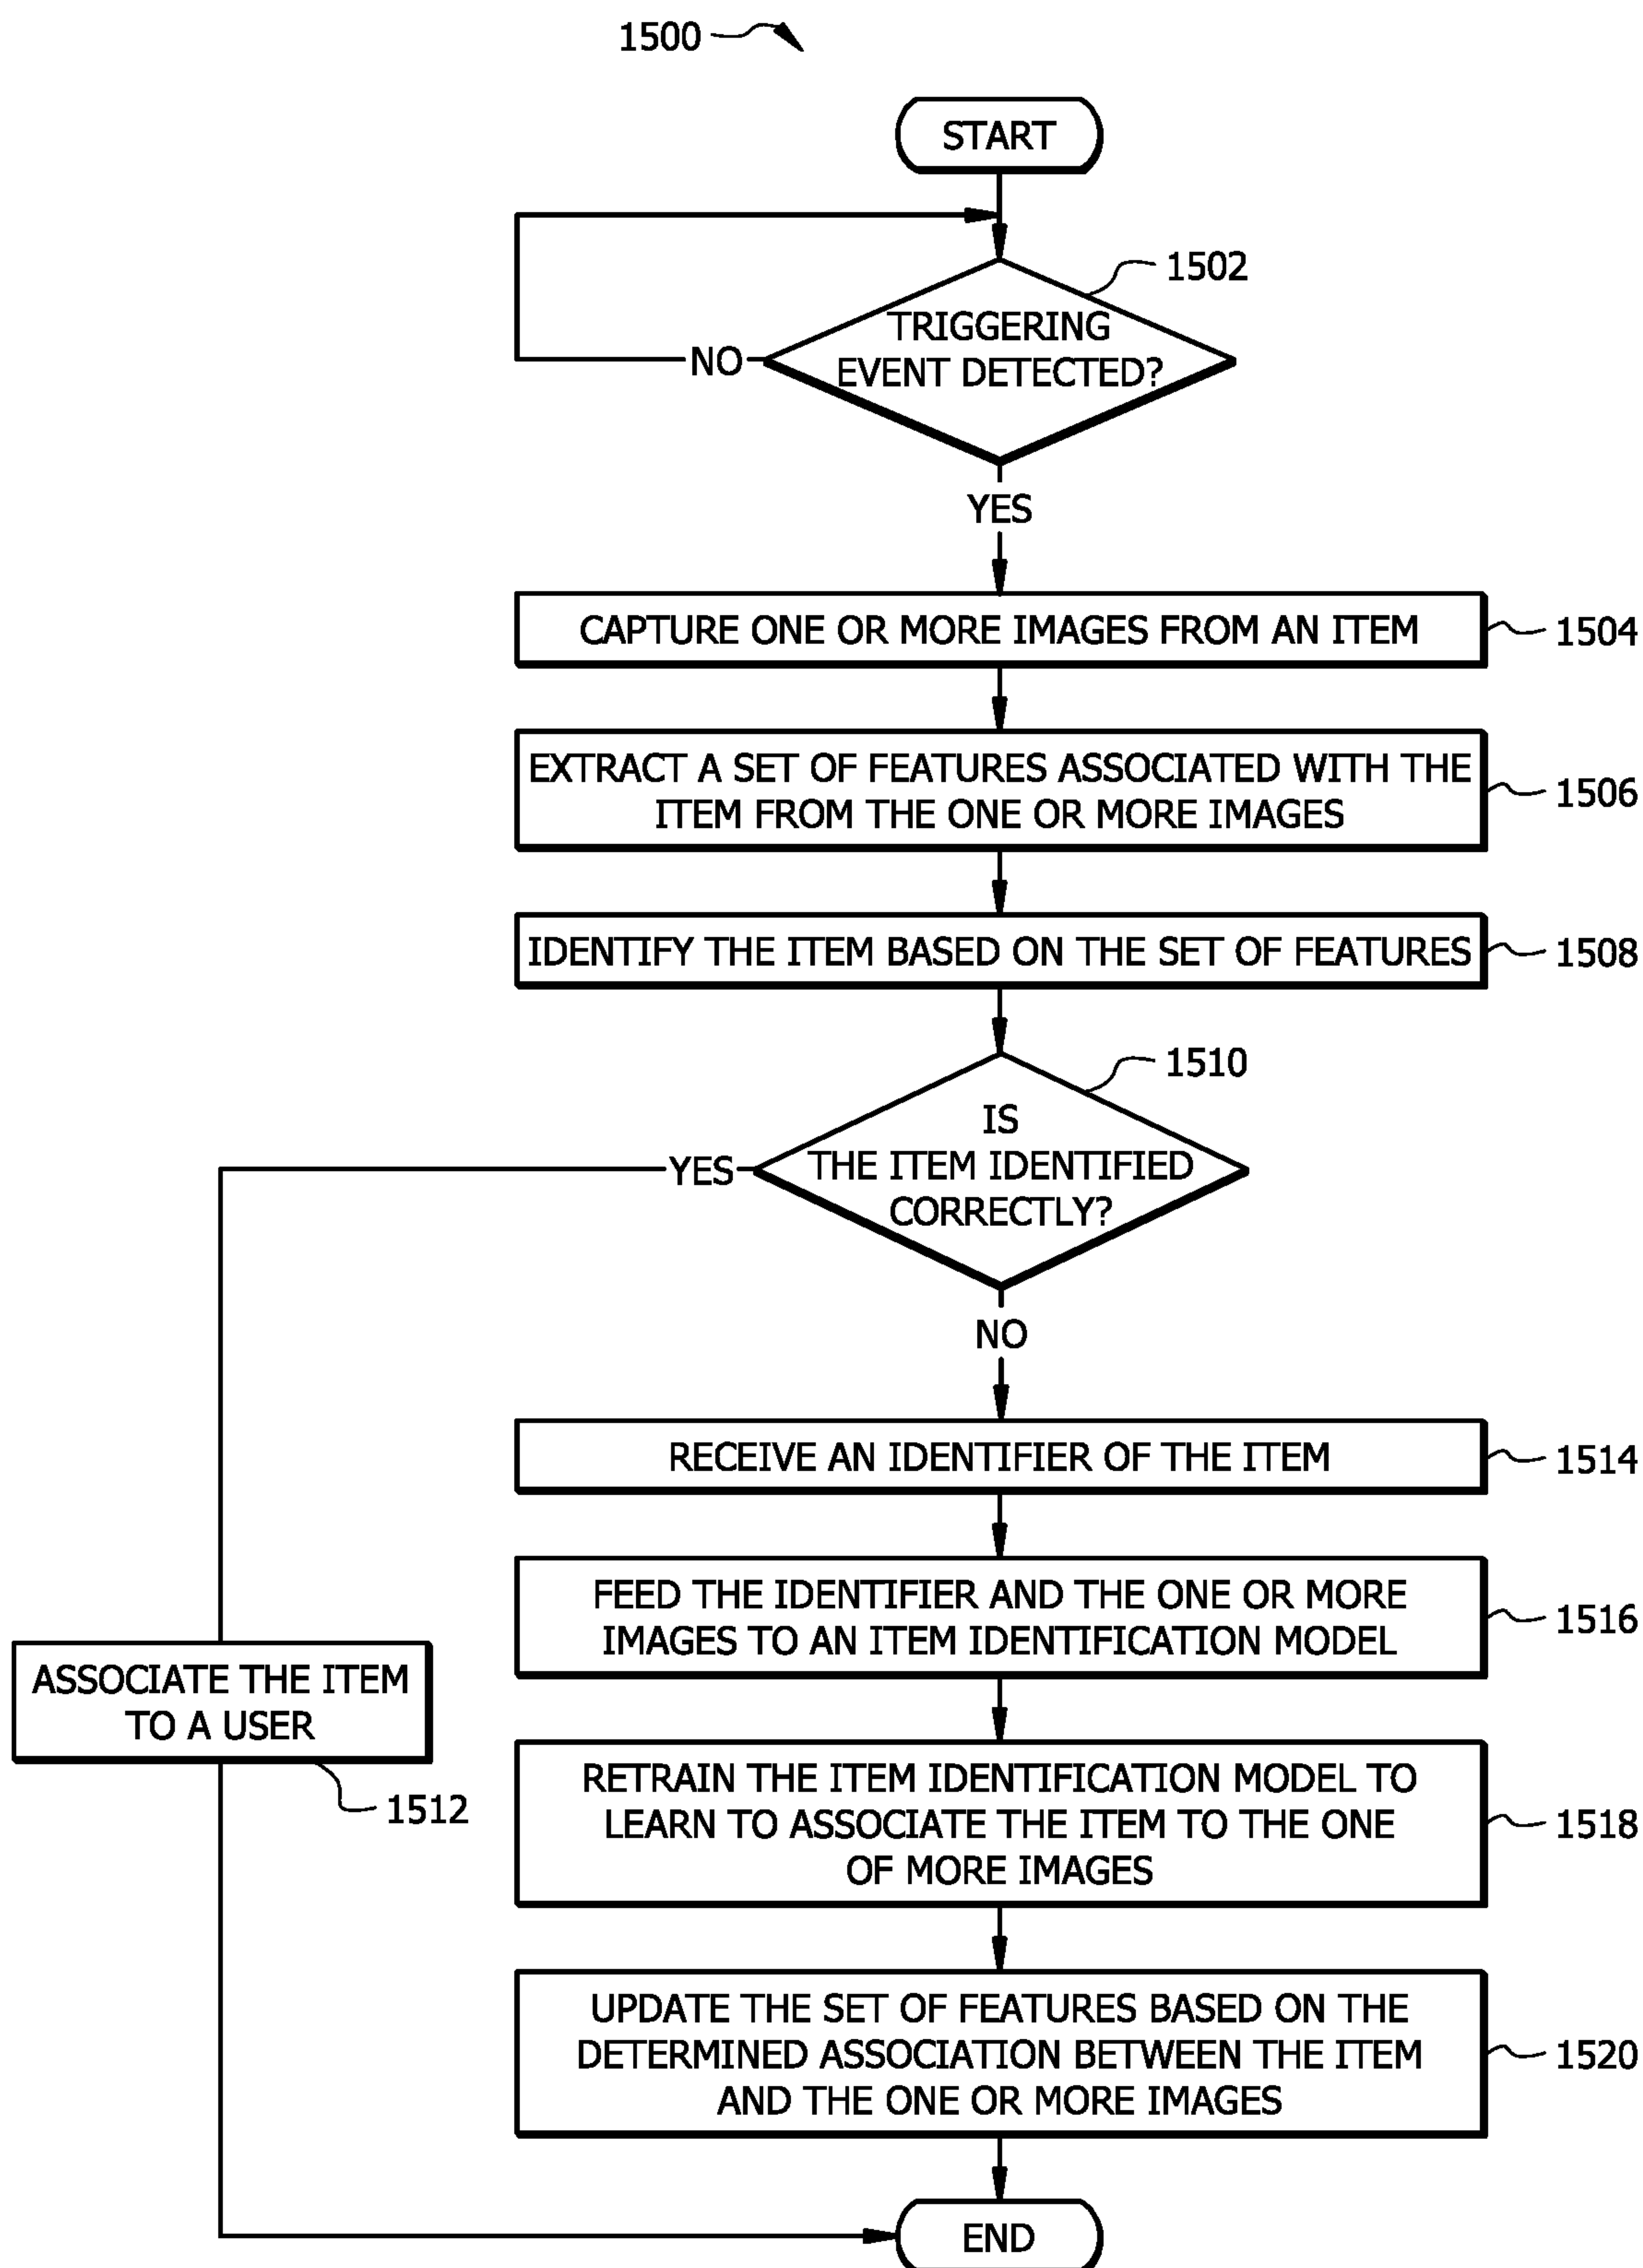 1500
START
1502
TRIGGERING
EVENT DETECTED?
NO
YES
CAPTURE ONE OR MORE IMAGES FROM AN ITEM
1504
EXTRACT A SET OF FEATURES ASSOCIATED WITH THE
ITEM FROM THE ONE OR MORE IMAGES
1506
IDENTIFY THE ITEM BASED ON THE SET OF FEATURES
1508
1510
IS
THE ITEM IDENTIFIED
CORRECTLY?
YES
NO
RECEIVE AN IDENTIFIER OF THE ITEM
1514
FEED THE IDENTIFIER AND THE ONE OR MORE
IMAGES TO AN ITEM IDENTIFICATION MODEL
1516
ASSOCIATE THE ITEM
TO A USER
1512
RETRAIN THE ITEM IDENTIFICATION MODEL TO
LEARN TO ASSOCIATE THE ITEM TO THE ONE
OF MORE IMAGES
1518
UPDATE THE SET OF FEATURES BASED ON THE
DETERMINED ASSOCIATION BETWEEN THE ITEM
AND THE ONE OR MORE IMAGES
1520
END